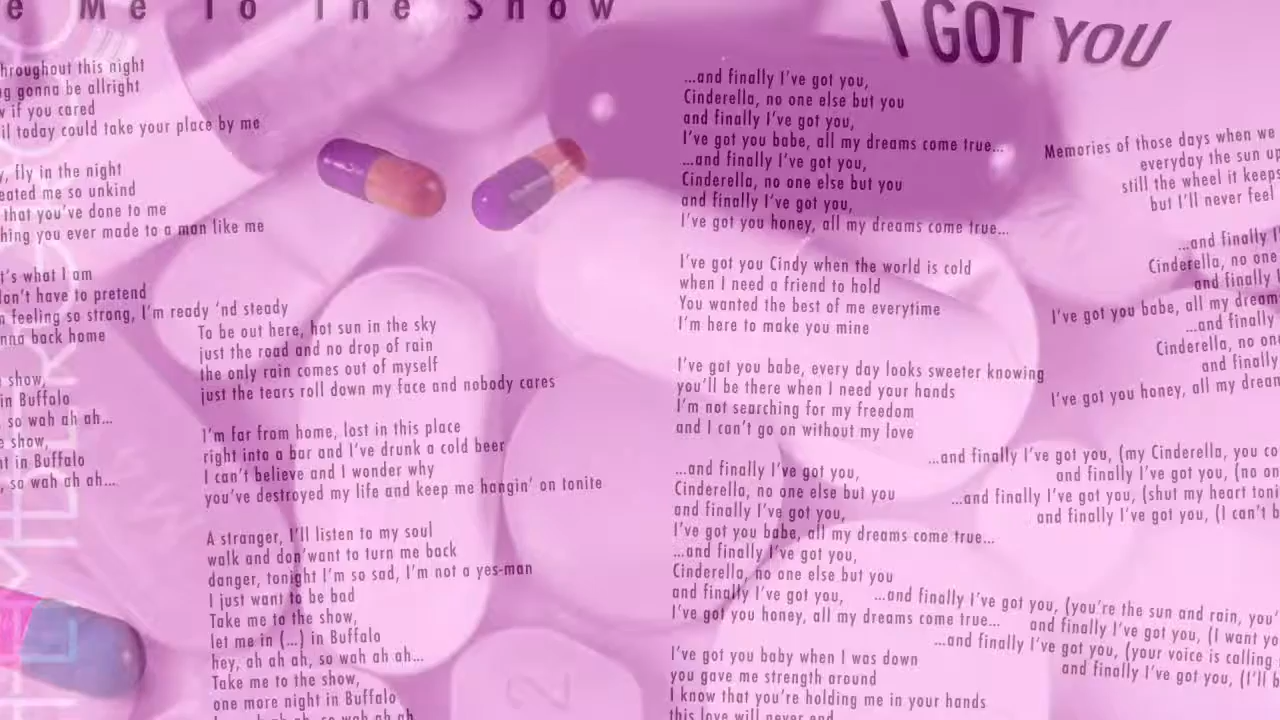 e Me To The Show
hroughout this night
g gonna be allright
w if you cared
il today could take your place by me
, fly in the night
eated me so unkind
that you've done to me
hing you ever made to a man like me
t's what I am
don't have to pretend
feeling so strong, I'm ready 'nd steady
nna back home
show,
in Buffalo
, so wah ah ah...
e show,
t in Buffalo
, so wah ah ah...
To be out here, hot sun in the sky
just the road and no drop of rain
the only rain comes out of myself
just the tears roll down my face and nobody cares
I'm far from home, lost in this place
right into a bar and I've drunk a cold beer
I can't believe and I wonder why
you've destroyed my life and keep me hangin' on tonite
A stranger, I'll listen to my soul
walk and don'want to turn me back
danger, tonight I'm so sad, I'm not a yes-man
I just want to be bad
Take me to the show,
let me in (...) in Buffalo
hey, ah ah ah, so wah ah ah...
Take me to the show,
one more night in Buffalo
I GOT YOU
...and finally I've got you,
Cinderella, no one else but you
and finally I've got you,
I've got you babe, all my dreams come true...
...and finally I've got you,
Cinderella, no one else but you
and finally I've got you,
I've got you honey, all my dreams come true...
I've got you Cindy when the world is cold
when I need a friend to hold
You wanted the best of me everytime
I'm here to make you mine
I've got you babe, every day looks sweeter knowing
you'll be there when I need your hands
I'm not searching for my freedom
and I can't go on without my love
...and finally I've got you,
Cinderella, no one else but you
and finally I've got you,
I've got you babe, all my dreams come true...
...and finally I've got you,
Cinderella, no one else but you
and finally I've got you,
I've got you honey, all my dreams come true...
I've got you baby when I was down
you gave me strength around
I know that you're holding me in your hands
this love will never end
Memories of those days when we
everyday the sun up
still the wheel it keeps
but I'll never feel
...and finally I'
Cinderella, no one
and finally I
I've got you babe, all my dream
...and finally
Cinderella, no one
and finally
I've got you honey, all my dream
...and finally I've got you, (my Cinderella, you co
and finally I've got you, (no on
...and finally I've got you, (shut my heart toni
and finally I've got you, (I can't b
...and finally I've got you, (you're the sun and rain, you'
and finally I've got you, (I want yo
...and finally I've got you, (your voice is calling
and finally I've got you, (I'll b
2